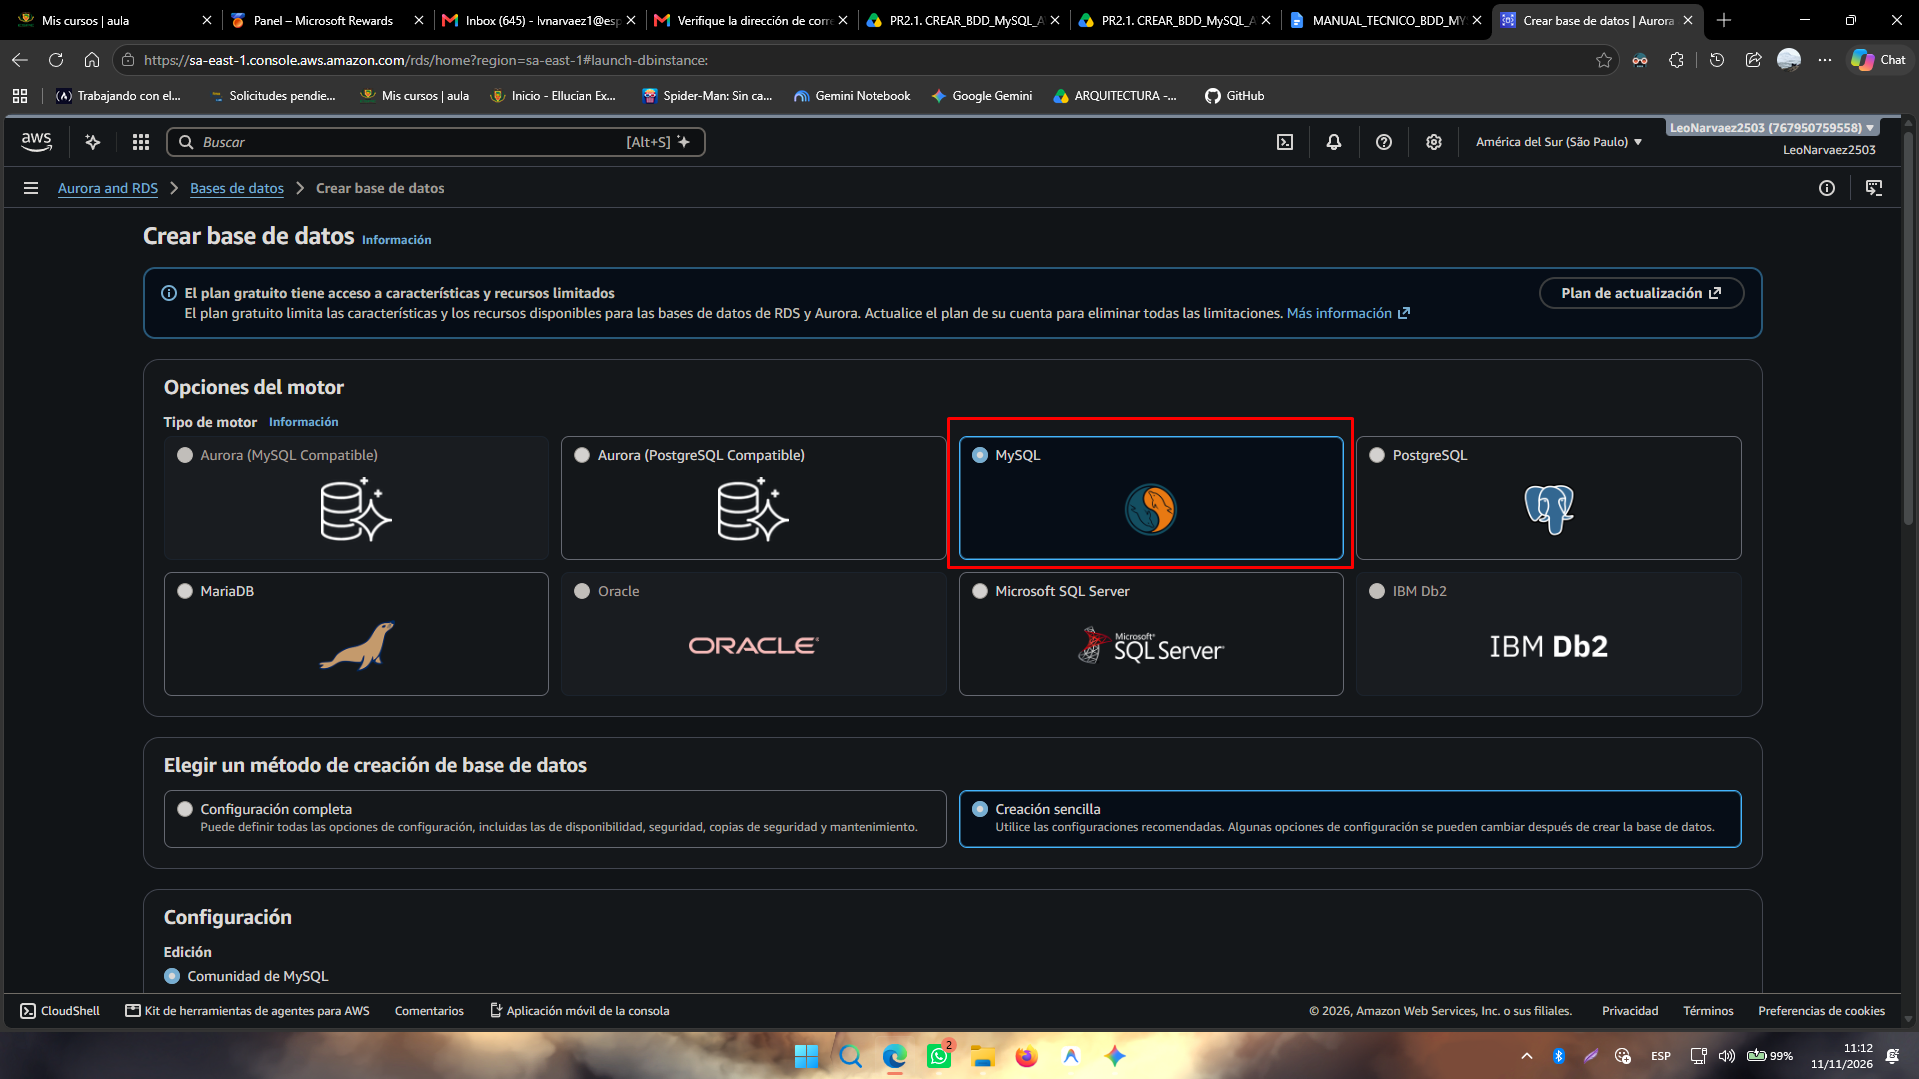 Mis cursos | aula
Panel – Microsoft Rewards
Inbox (645) - lvnarvaez1@esp
Verifique la dirección de corre
PR2.1. CREAR_BDD_MySQL_A
PR2.1. CREAR_BDD_MySQL_A
MANUAL_TECNICO_BDD_MY
Crear base de datos | Aurora
https://sa-east-1.console.aws.amazon.com/rds/home?region=sa-east-1#launch-dbinstance:
Chat
Trabajando con el...
Solicitudes pendie...
Mis cursos | aula
Inicio - Ellucian Ex...
Spider-Man: Sin ca...
Gemini Notebook
Google Gemini
ARQUITECTURA -...
GitHub
aws
Buscar
[Alt+S]
América del Sur (São Paulo)
LeoNarvaez2503 (767950759558)
LeoNarvaez2503
Aurora and RDS
Bases de datos
Crear base de datos
Crear base de datos Información
El plan gratuito tiene acceso a características y recursos limitados
El plan gratuito limita las características y los recursos disponibles para las bases de datos de RDS y Aurora. Actualice el plan de su cuenta para eliminar todas las limitaciones. Más información
Plan de actualización
Opciones del motor
Tipo de motor Información
Aurora (MySQL Compatible)
Aurora (PostgreSQL Compatible)
MySQL
PostgreSQL
MariaDB
Oracle
ORACLE
Microsoft SQL Server
Microsoft
SQL Server
IBM Db2
IBM Db2
Elegir un método de creación de base de datos
Configuración completa
Puede definir todas las opciones de configuración, incluidas las de disponibilidad, seguridad, copias de seguridad y mantenimiento.
Creación sencilla
Utilice las configuraciones recomendadas. Algunas opciones de configuración se pueden cambiar después de crear la base de datos.
Configuración
Edición
Comunidad de MySQL
CloudShell
Kit de herramientas de agentes para AWS
Comentarios
Aplicación móvil de la consola
© 2026, Amazon Web Services, Inc. o sus filiales.
Privacidad
Términos
Preferencias de cookies
2
ESP
99%
11:12
11/11/2026